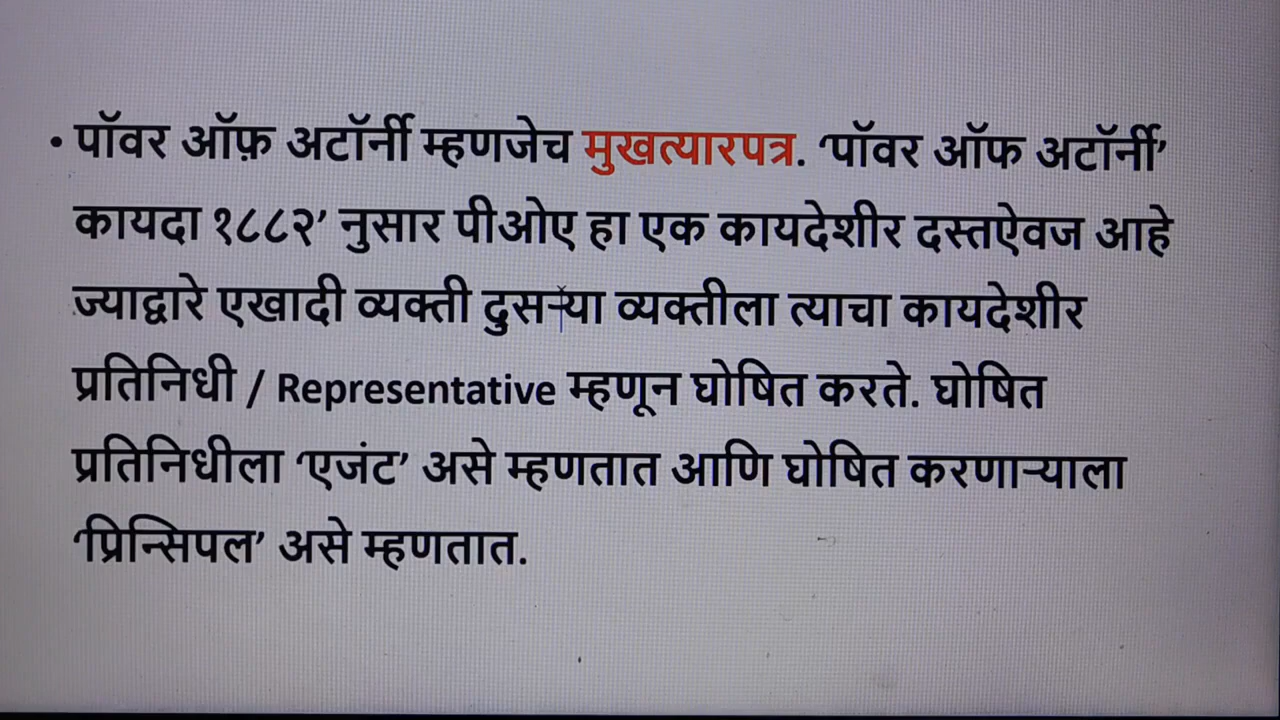 • पॉवर ऑफ़ अटॉर्नी म्हणजेच मुखत्यारपत्र. ‘पॉवर ऑफ अटॉर्नी’
कायदा १८८२’ नुसार पीओए हा एक कायदेशीर दस्तऐवज आहे
ज्याद्वारे एखादी व्यक्ती दुसऱ्या व्यक्तीला त्याचा कायदेशीर
प्रतिनिधी / Representative म्हणून घोषित करते. घोषित
प्रतिनिधीला ‘एजंट’ असे म्हणतात आणि घोषित करणाऱ्याला
‘प्रिन्सिपल’ असे म्हणतात.